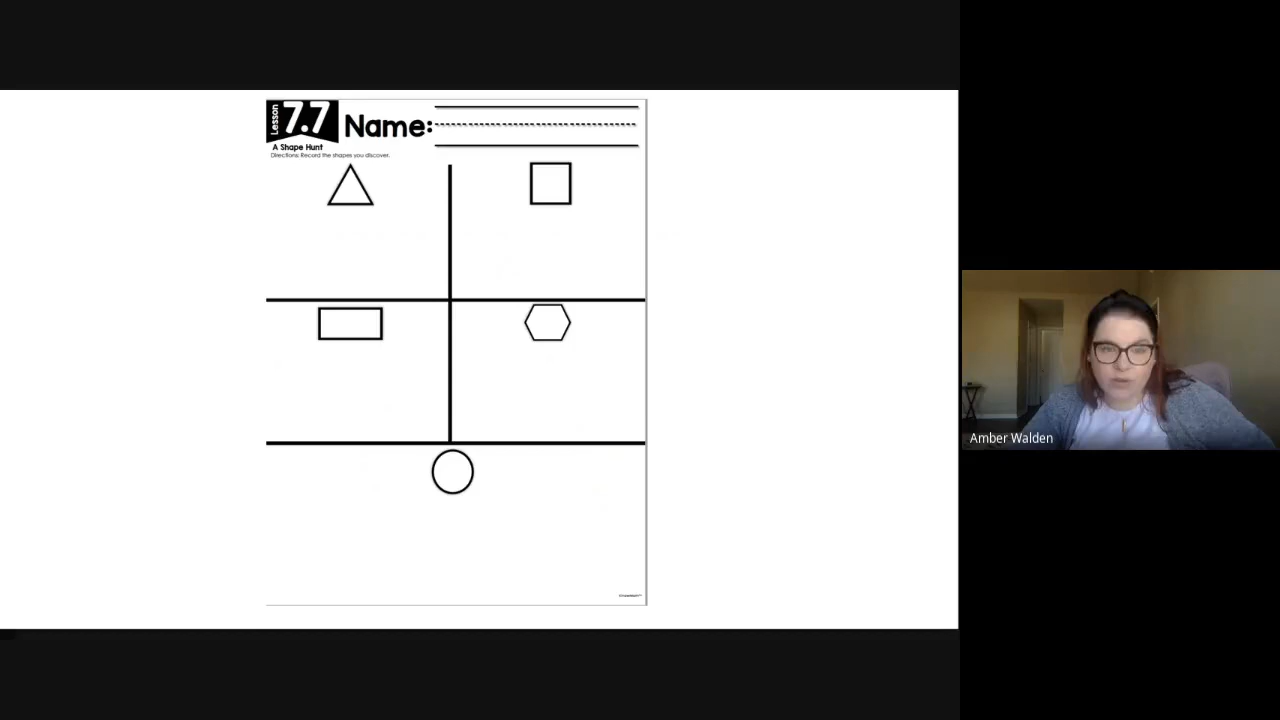 Lesson
7.7
Name:
A Shape Hunt
Directions: Record the shapes you discover.
Amber Walden